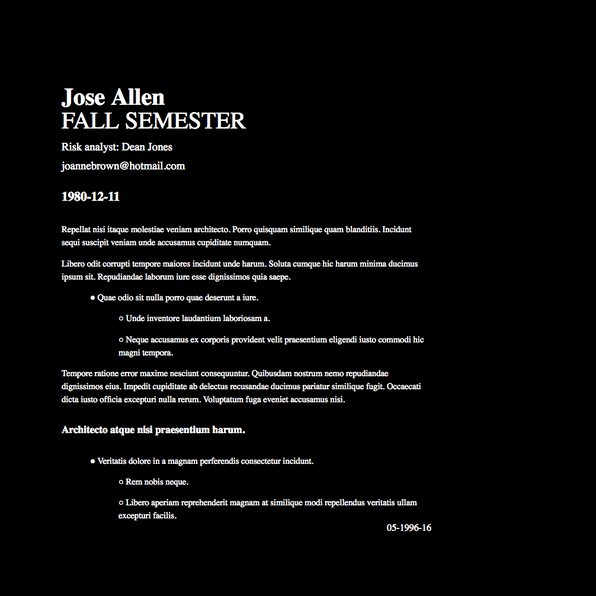 Jose Allen
FALL SEMESTER
Risk analyst: Dean Jones
joannebrown@hotmail.com
1980-12-11
Repellat nisi itaque molestiae veniam architecto. Porro quisquam similique quam blanditiis. Incidunt
sequi suscipit veniam unde accusamus cupiditate numquam.
Libero odit corrupti tempore maiores incidunt unde harum. Soluta cumque hic harum minima ducimus
ipsum sit. Repudiandae laborum iure esse dignissimos quia saepe.
● Quae odio sit nulla porro quae deserunt a iure.
○ Unde inventore laudantium laboriosam a.
○ Neque accusamus ex corporis provident velit praesentium eligendi iusto commodi hic
magni tempora.
Tempore ratione error maxime nesciunt consequuntur. Quibusdam nostrum nemo repudiandae
dignissimos eius. Impedit cupiditate ab delectus recusandae ducimus pariatur similique fugit. Occaecati
dicta iusto officia excepturi nulla rerum. Voluptatum fuga eveniet accusamus nisi.
Architecto atque nisi praesentium harum.
● Veritatis dolore in a magnam perferendis consectetur incidunt.
○ Rem nobis neque.
○ Libero aperiam reprehenderit magnam at similique modi repellendus veritatis ullam
excepturi facilis.
05-1996-16